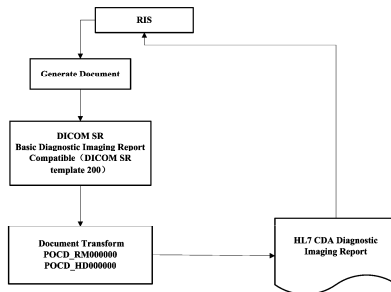 RIS
Generate Document
DICOM SR
Basic Diagnostic Imaging Report
Compatible（DICOM SR
template 200）
Document Transform
POCD_RM000000
POCD_HD000000
HL7 CDA Diagnostic
Imaging Report